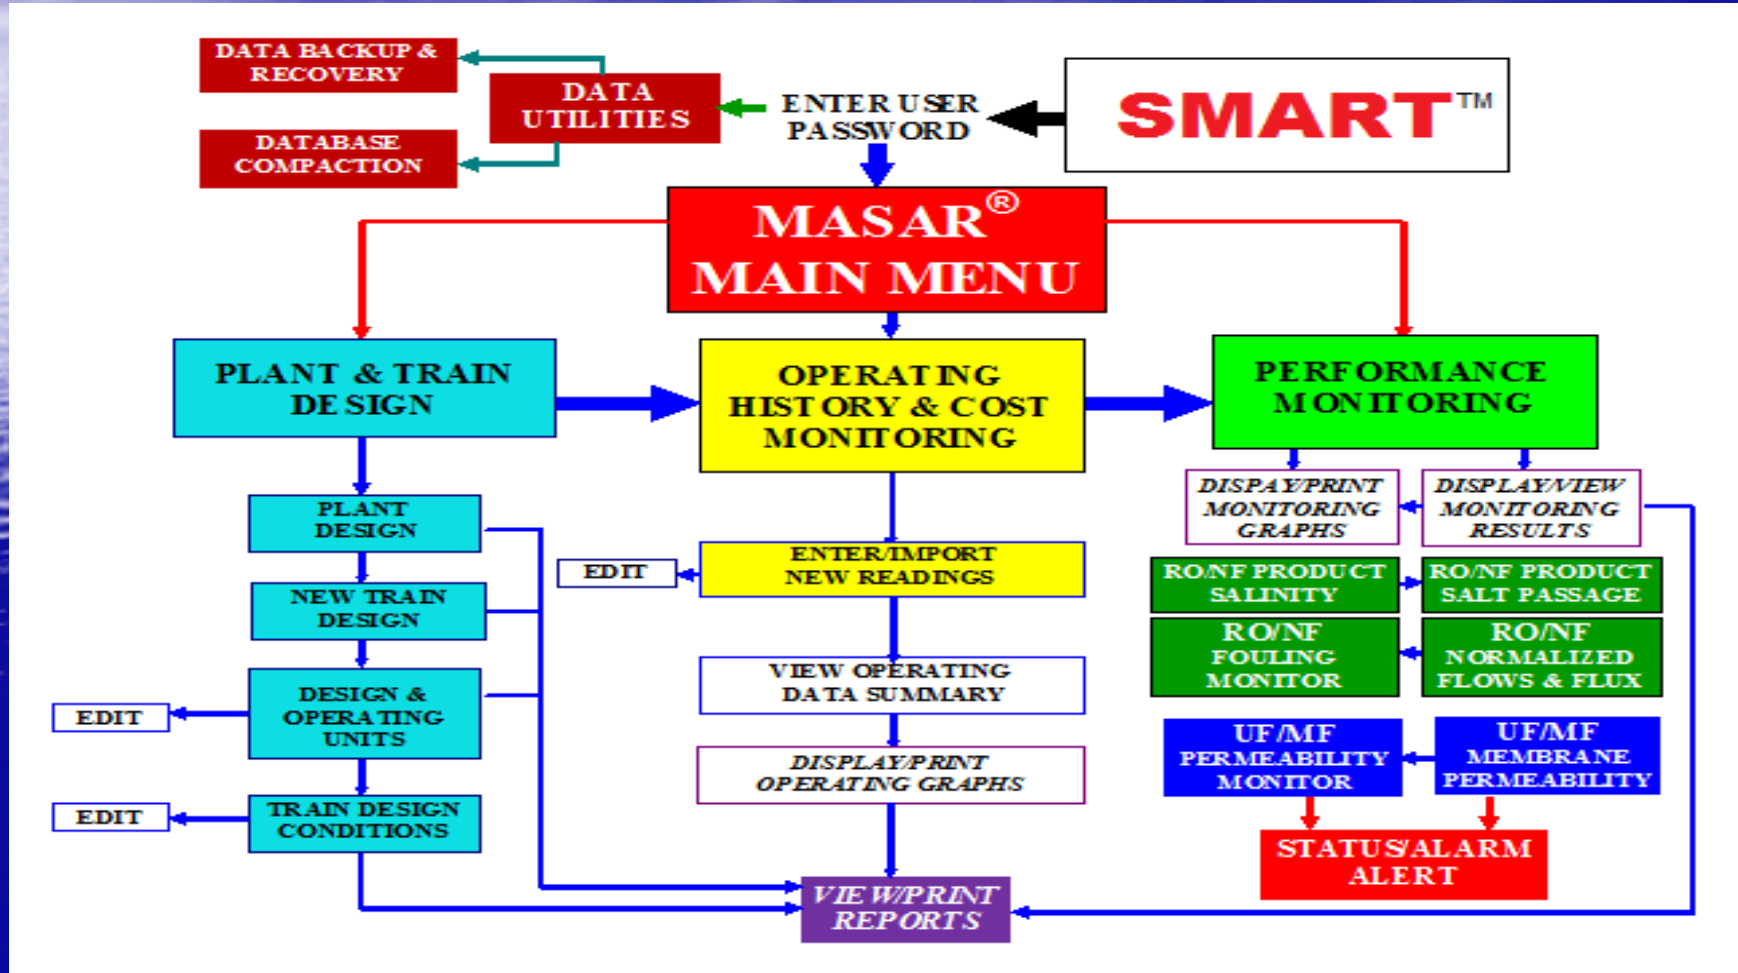 DATA BACKUP &
RECOVERY
DATA
UTILITIES
DATABASE
COMPACTION
ENTER USER
PASSWORD
SMART™
MASAR®
MAIN MENU
PLANT & TRAIN
DESIGN
OPERATING
HISTORY & COST
MONITORING
PERFORMANCE
MONITORING
PLANT
DESIGN
NEW TRAIN
DESIGN
DESIGN &
OPERATING
UNITS
EDIT
TRAIN DESIGN
CONDITIONS
EDIT
ENTER/IMPORT
NEW READINGS
EDIT
VIEW OPERATING
DATA SUMMARY
DISPLAY/PRINT
OPERATING GRAPHS
VIEW/PRINT
REPORTS
DISPAY/PRINT
MONITORING
GRAPHS
DISPLAY/VIEW
MONITORING
RESULTS
RO/NF PRODUCT
SALINITY
RO/NF PRODUCT
SALT PASSAGE
RO/NF
FOULING
MONITOR
RO/NF
NORMALIZED
FLOWS & FLUX
UF/MF
PERMEABILITY
MONITOR
UF/MF
MEMBRANE
PERMEABILITY
STATUS/ALARM
ALERT